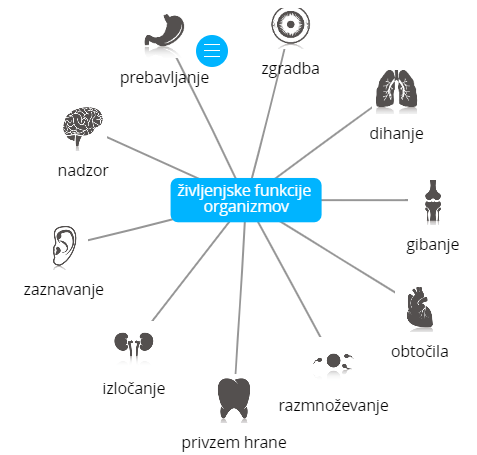 zgradba
prebavljanje
dihanje
nadzor
življenjske funkcije
organizmov
gibanje
zaznavanje
obtočila
izločanje
razmnoževanje
privzem hrane